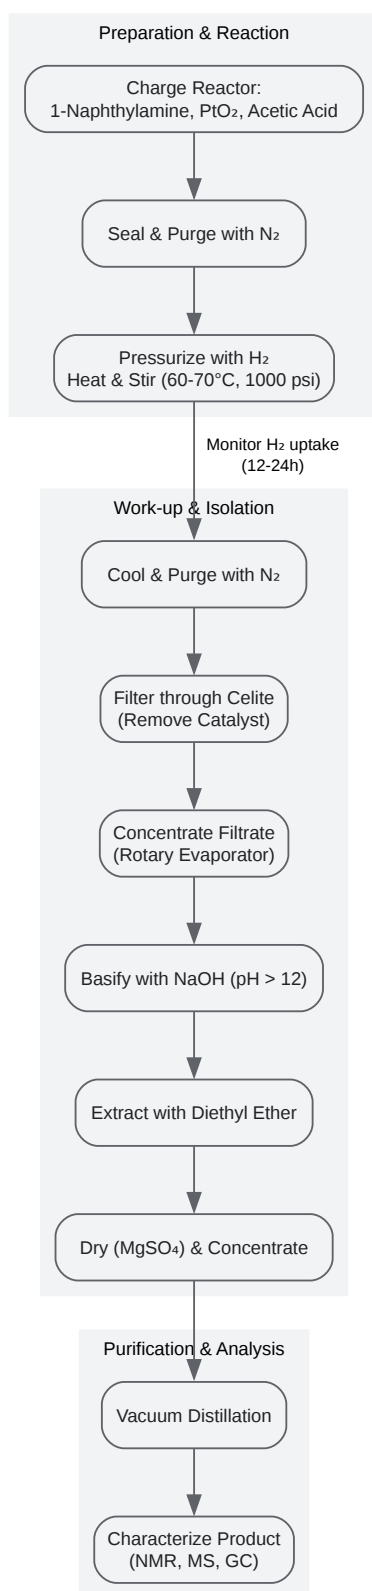 Preparation & Reaction
Charge Reactor:
1-Naphthylamine, PtO₂, Acetic Acid
Seal & Purge with N₂
Pressurize with H₂
Heat & Stir (60-70°C, 1000 psi)
Monitor H₂ uptake
(12-24h)
Work-up & Isolation
Cool & Purge with N₂
Filter through Celite
(Remove Catalyst)
Concentrate Filtrate
(Rotary Evaporator)
Basify with NaOH (pH > 12)
Extract with Diethyl Ether
Dry (MgSO₄) & Concentrate
Purification & Analysis
Vacuum Distillation
Characterize Product
(NMR, MS, GC)